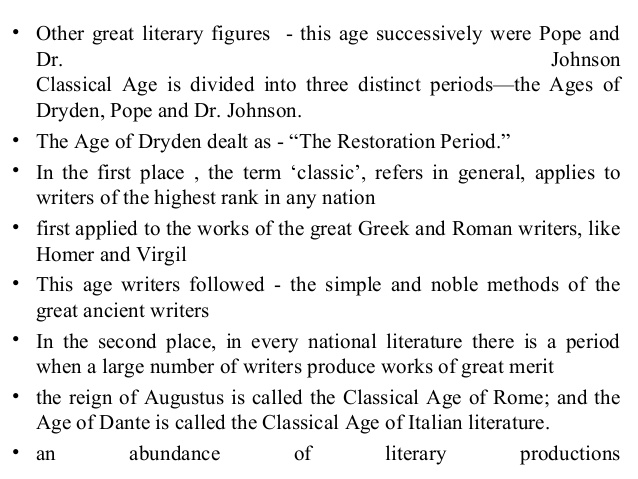 • Other great literary figures - this age successively were Pope and
Dr. Johnson
Classical Age is divided into three distinct periods—the Ages of
Dryden, Pope and Dr. Johnson.
• The Age of Dryden dealt as - “The Restoration Period.”
• In the first place , the term ‘classic’, refers in general, applies to
writers of the highest rank in any nation
• first applied to the works of the great Greek and Roman writers, like
Homer and Virgil
• This age writers followed - the simple and noble methods of the
great ancient writers
• In the second place, in every national literature there is a period
when a large number of writers produce works of great merit
• the reign of Augustus is called the Classical Age of Rome; and the
Age of Dante is called the Classical Age of Italian literature.
• an abundance of literary productions